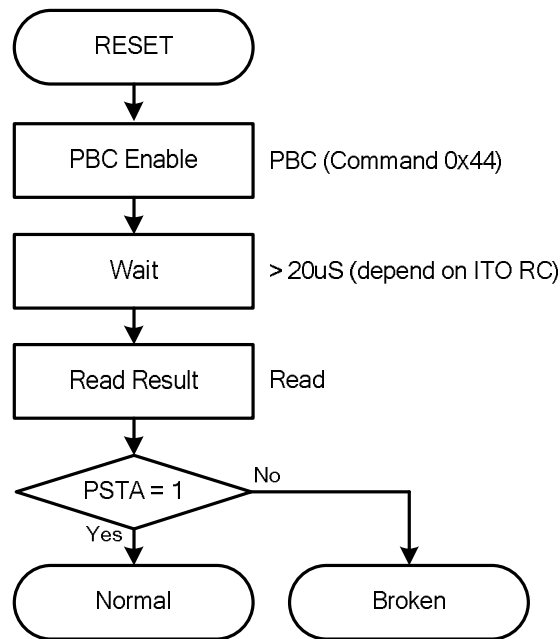 RESET
PBC Enable
PBC (Command 0x44)
Wait
> 20uS (depend on ITO RC)
Read Result
Read
PSTA = 1
No
Yes
Normal
Broken